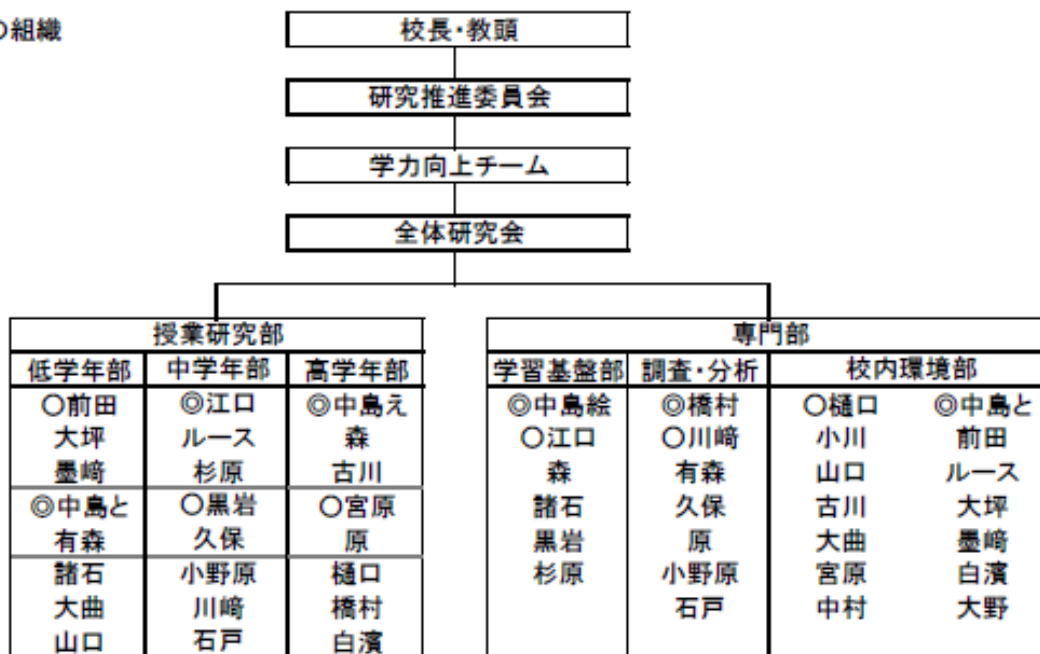 の組織
校長・教頭
研究推進委員会
学力向上チーム
全体研究会
授業研究部
低学年部 中学年部 高学年部
〇前田 ◎江口 ◎中島え
大坪 ルース 森
墨﨑 杉原 古川
◎中島と 〇黒岩 〇宮原
有森 久保 原
諸石 小野原 樋口
大曲 川﨑 橋村
山口 石戸 白濱
専門部
学習基盤部 調査・分析 校内環境部
◎中島絵 ◎橋村 〇樋口 ◎中島と
〇江口 〇川﨑 小川 前田
森 有森 山口 ルース
諸石 久保 古川 大坪
黒岩 原 大曲 墨﨑
杉原 小野原 宮原 白濱
石戸 中村 大野